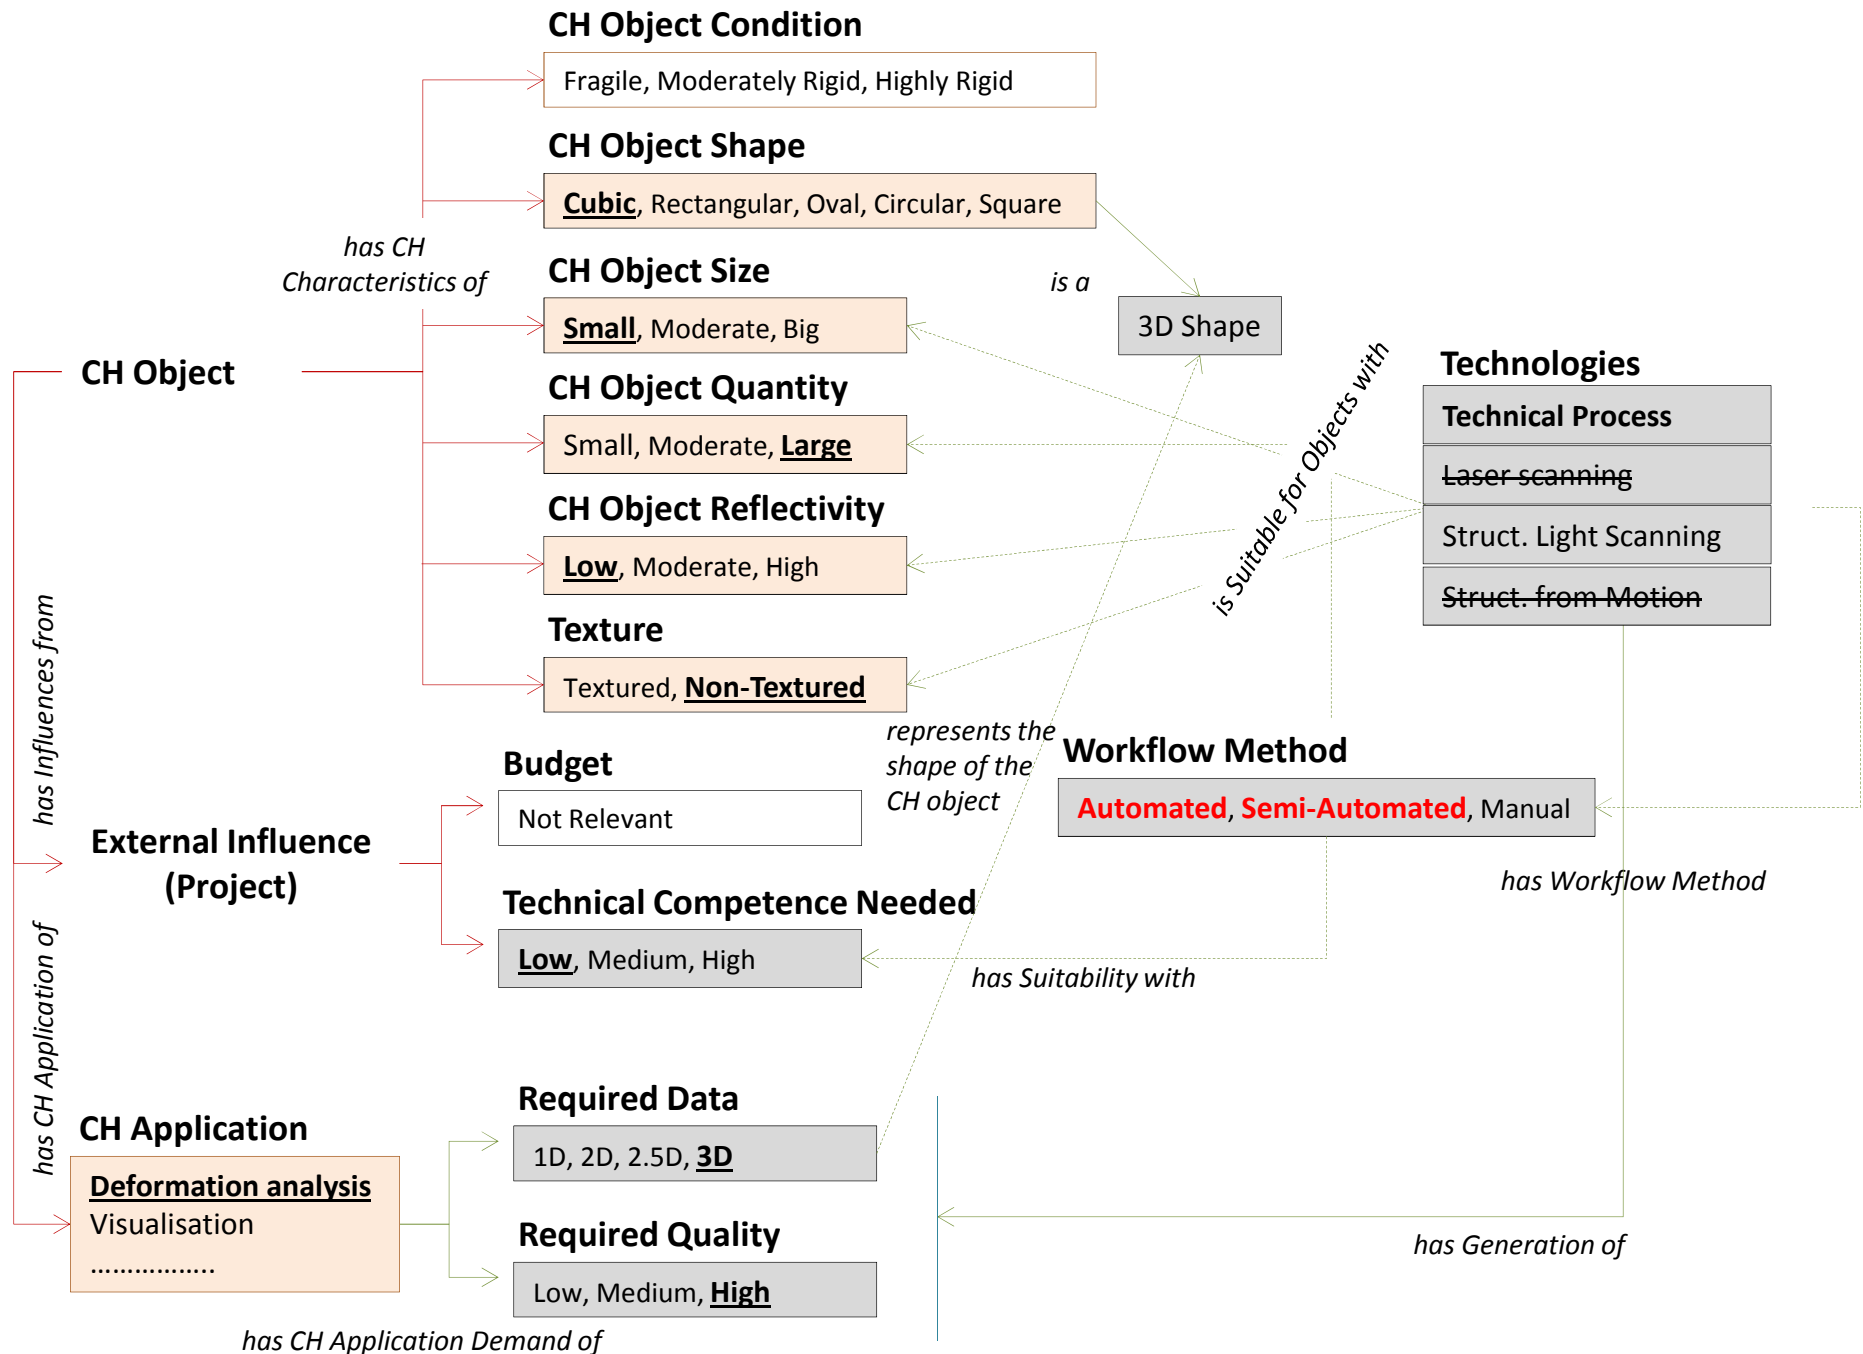 CH Object Condition
Fragile, Moderately Rigid, Highly Rigid
CH Object Shape
Cubic, Rectangular, Oval, Circular, Square
has CH
Characteristics of
CH Object Size
is a
Small, Moderate, Big
3D Shape
CH Object
CH Object Quantity
Small, Moderate, Large
is Suitable for Objects with
Technologies
Technical Process
Laser scanning
Struct. Light Scanning
Struct. from Motion
CH Object Reflectivity
Low, Moderate, High
Texture
Textured, Non-Textured
has Influences from
represents the
shape of the
CH object
Workflow Method
Automated, Semi-Automated, Manual
has Workflow Method
Budget
Not Relevant
External Influence
(Project)
Technical Competence Needed
Low, Medium, High
has Suitability with
has CH Application of
Required Data
1D, 2D, 2.5D, 3D
CH Application
Deformation analysis
Visualisation
................
Required Quality
Low, Medium, High
has Generation of
has CH Application Demand of